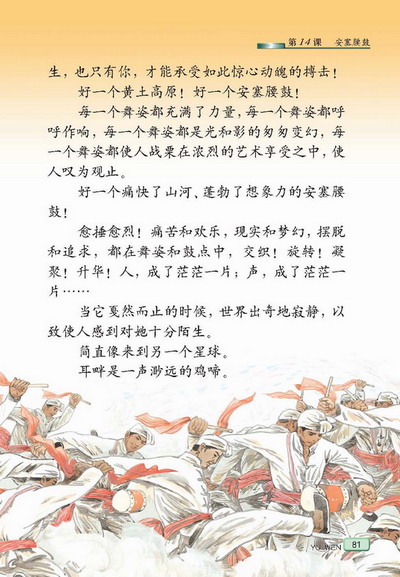 第14课 安塞腰鼓
生，也只有你，才能承受如此惊心动魄的搏击！
好一个黄土高原！好一个安塞腰鼓！
每一个舞姿都充满了力量，每一个舞姿都呼
呼作响，每一个舞姿都是光和影的匆匆变幻，每
一个舞姿都使人战栗在浓烈的艺术享受之中，使
人叹为观止。
好一个痛快了山河、蓬勃了想象力的安塞腰
鼓！
愈捶愈烈！痛苦和欢乐，现实和梦幻，摆脱
和追求，都在舞姿和鼓点中，交织！旋转！凝
聚！升华！人，成了茫茫一片；声，成了茫茫一
片……
当它戛然而止的时候，世界出奇地寂静，以
致使人感到对她十分陌生。
简直像来到另一个星球。
耳畔是一声渺远的鸡啼。
YUWEN 81